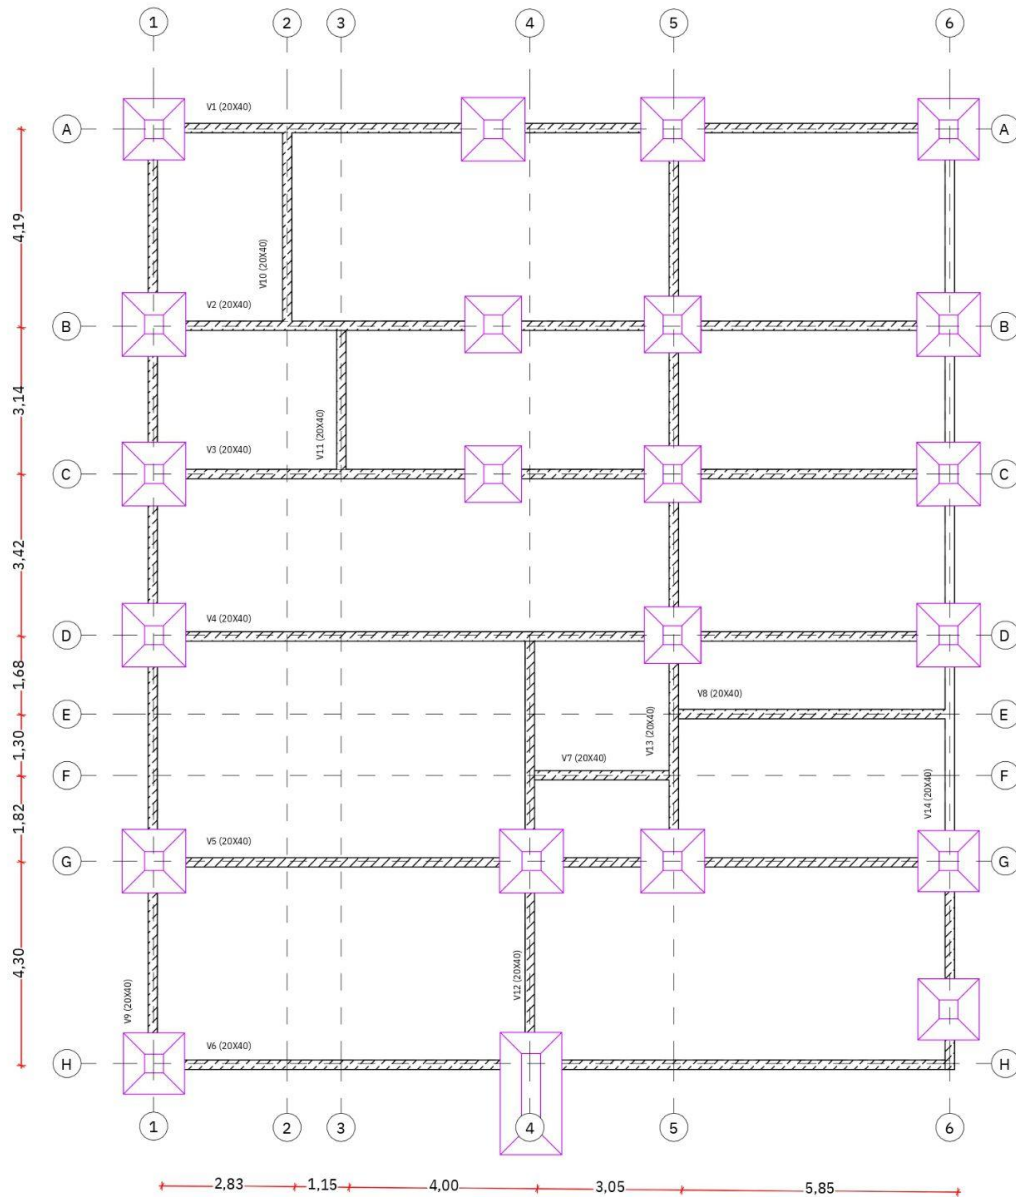 1 2 3 4 5 6
V1 (20X40)
A A
4,19
V10 (20X40)
V2 (20X40)
B B
3,14
V11 (20X40)
V3 (20X40)
C C
3,42
V4 (20X40)
D D
1,68
V8 (20X40)
E E
1,30
V13 (20X40)
V7 (20X40)
F F
V14 (20X40)
1,82
V5 (20X40)
G G
4,30
V12 (20X40)
V9 (20X40)
V6 (20X40)
H H
1 2 3 4 5 6
2,83 1,15 4,00 3,05 5,85